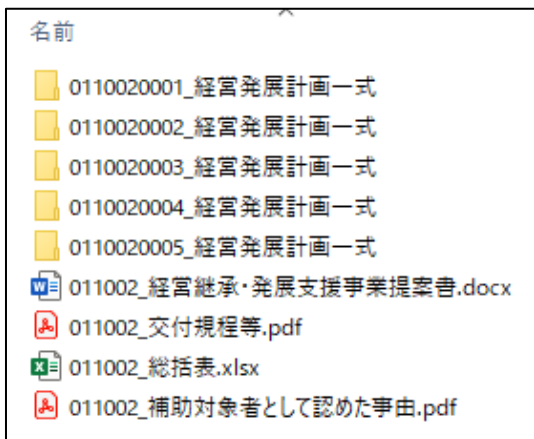 名前
0110020001_経営発展計画一式
0110020002_経営発展計画一式
0110020003_経営発展計画一式
0110020004_経営発展計画一式
0110020005_経営発展計画一式
011002_経営継承・発展支援事業提案書.docx
011002_交付規程等.pdf
011002_総括表.xlsx
011002_補助対象者として認めた事由.pdf